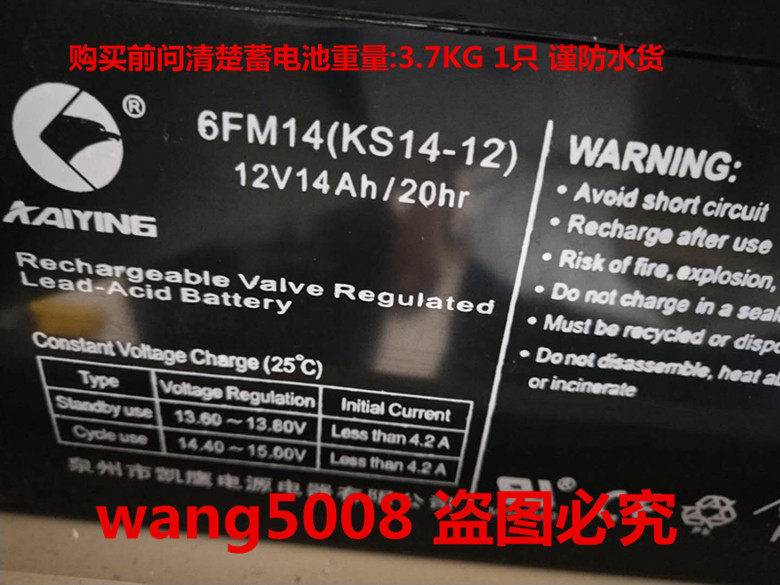 购买前问清楚蓄电池重量:3.7KG 1只 谨防水货
®
6FM14(KS14-12)
12V14Ah/20hr
KAIYING
Rechargeable Valve Regulated
Lead-Acid Battery
Constant Voltage Charge (25°C)
Type Voltage Regulation Initial Current
Standby use 13.60~13.80V Less than 4.2A
Cycle use 14.40~15.00V Less than 4.2A
泉州市凯鹰电源电器有限公司
WARNING:
• Avoid short circuit
• Recharge after use
• Risk of fire, explosion,
• Do not charge in a
• Must be recycled or
• Do not disassemble, heat
or incinerate
®
wang5008 盗图必究